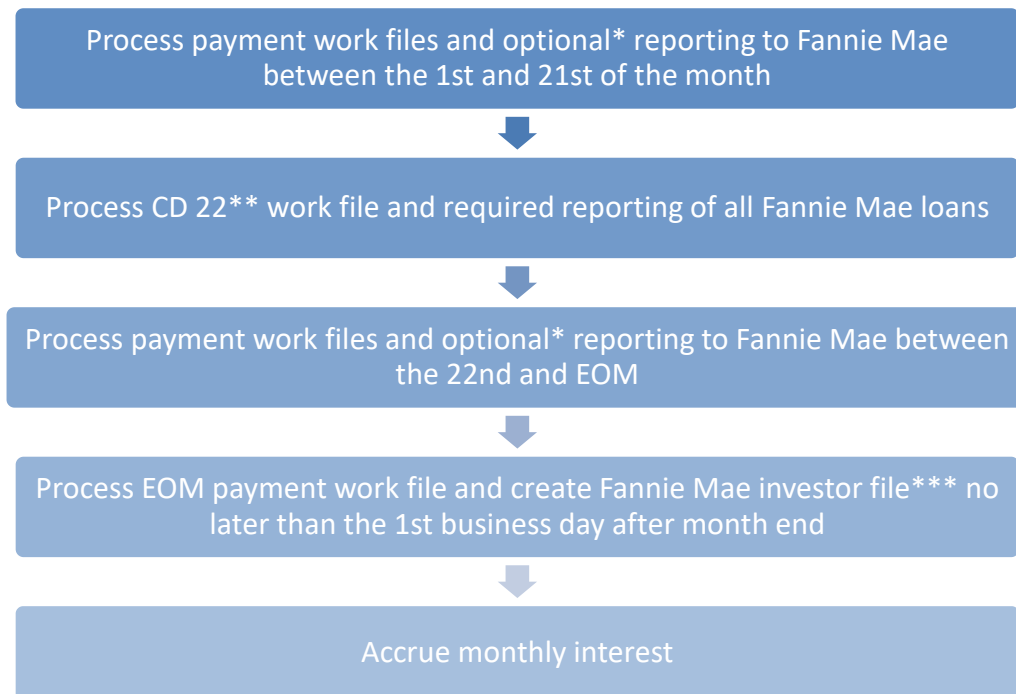 Process payment work files and optional* reporting to Fannie Mae
between the 1st and 21st of the month
Process CD 22** work file and required reporting of all Fannie Mae loans
Process payment work files and optional* reporting to Fannie Mae between
the 22nd and EOM
Process EOM payment work file and create Fannie Mae investor file*** no
later than the 1st business day after month end
Accrue monthly interest